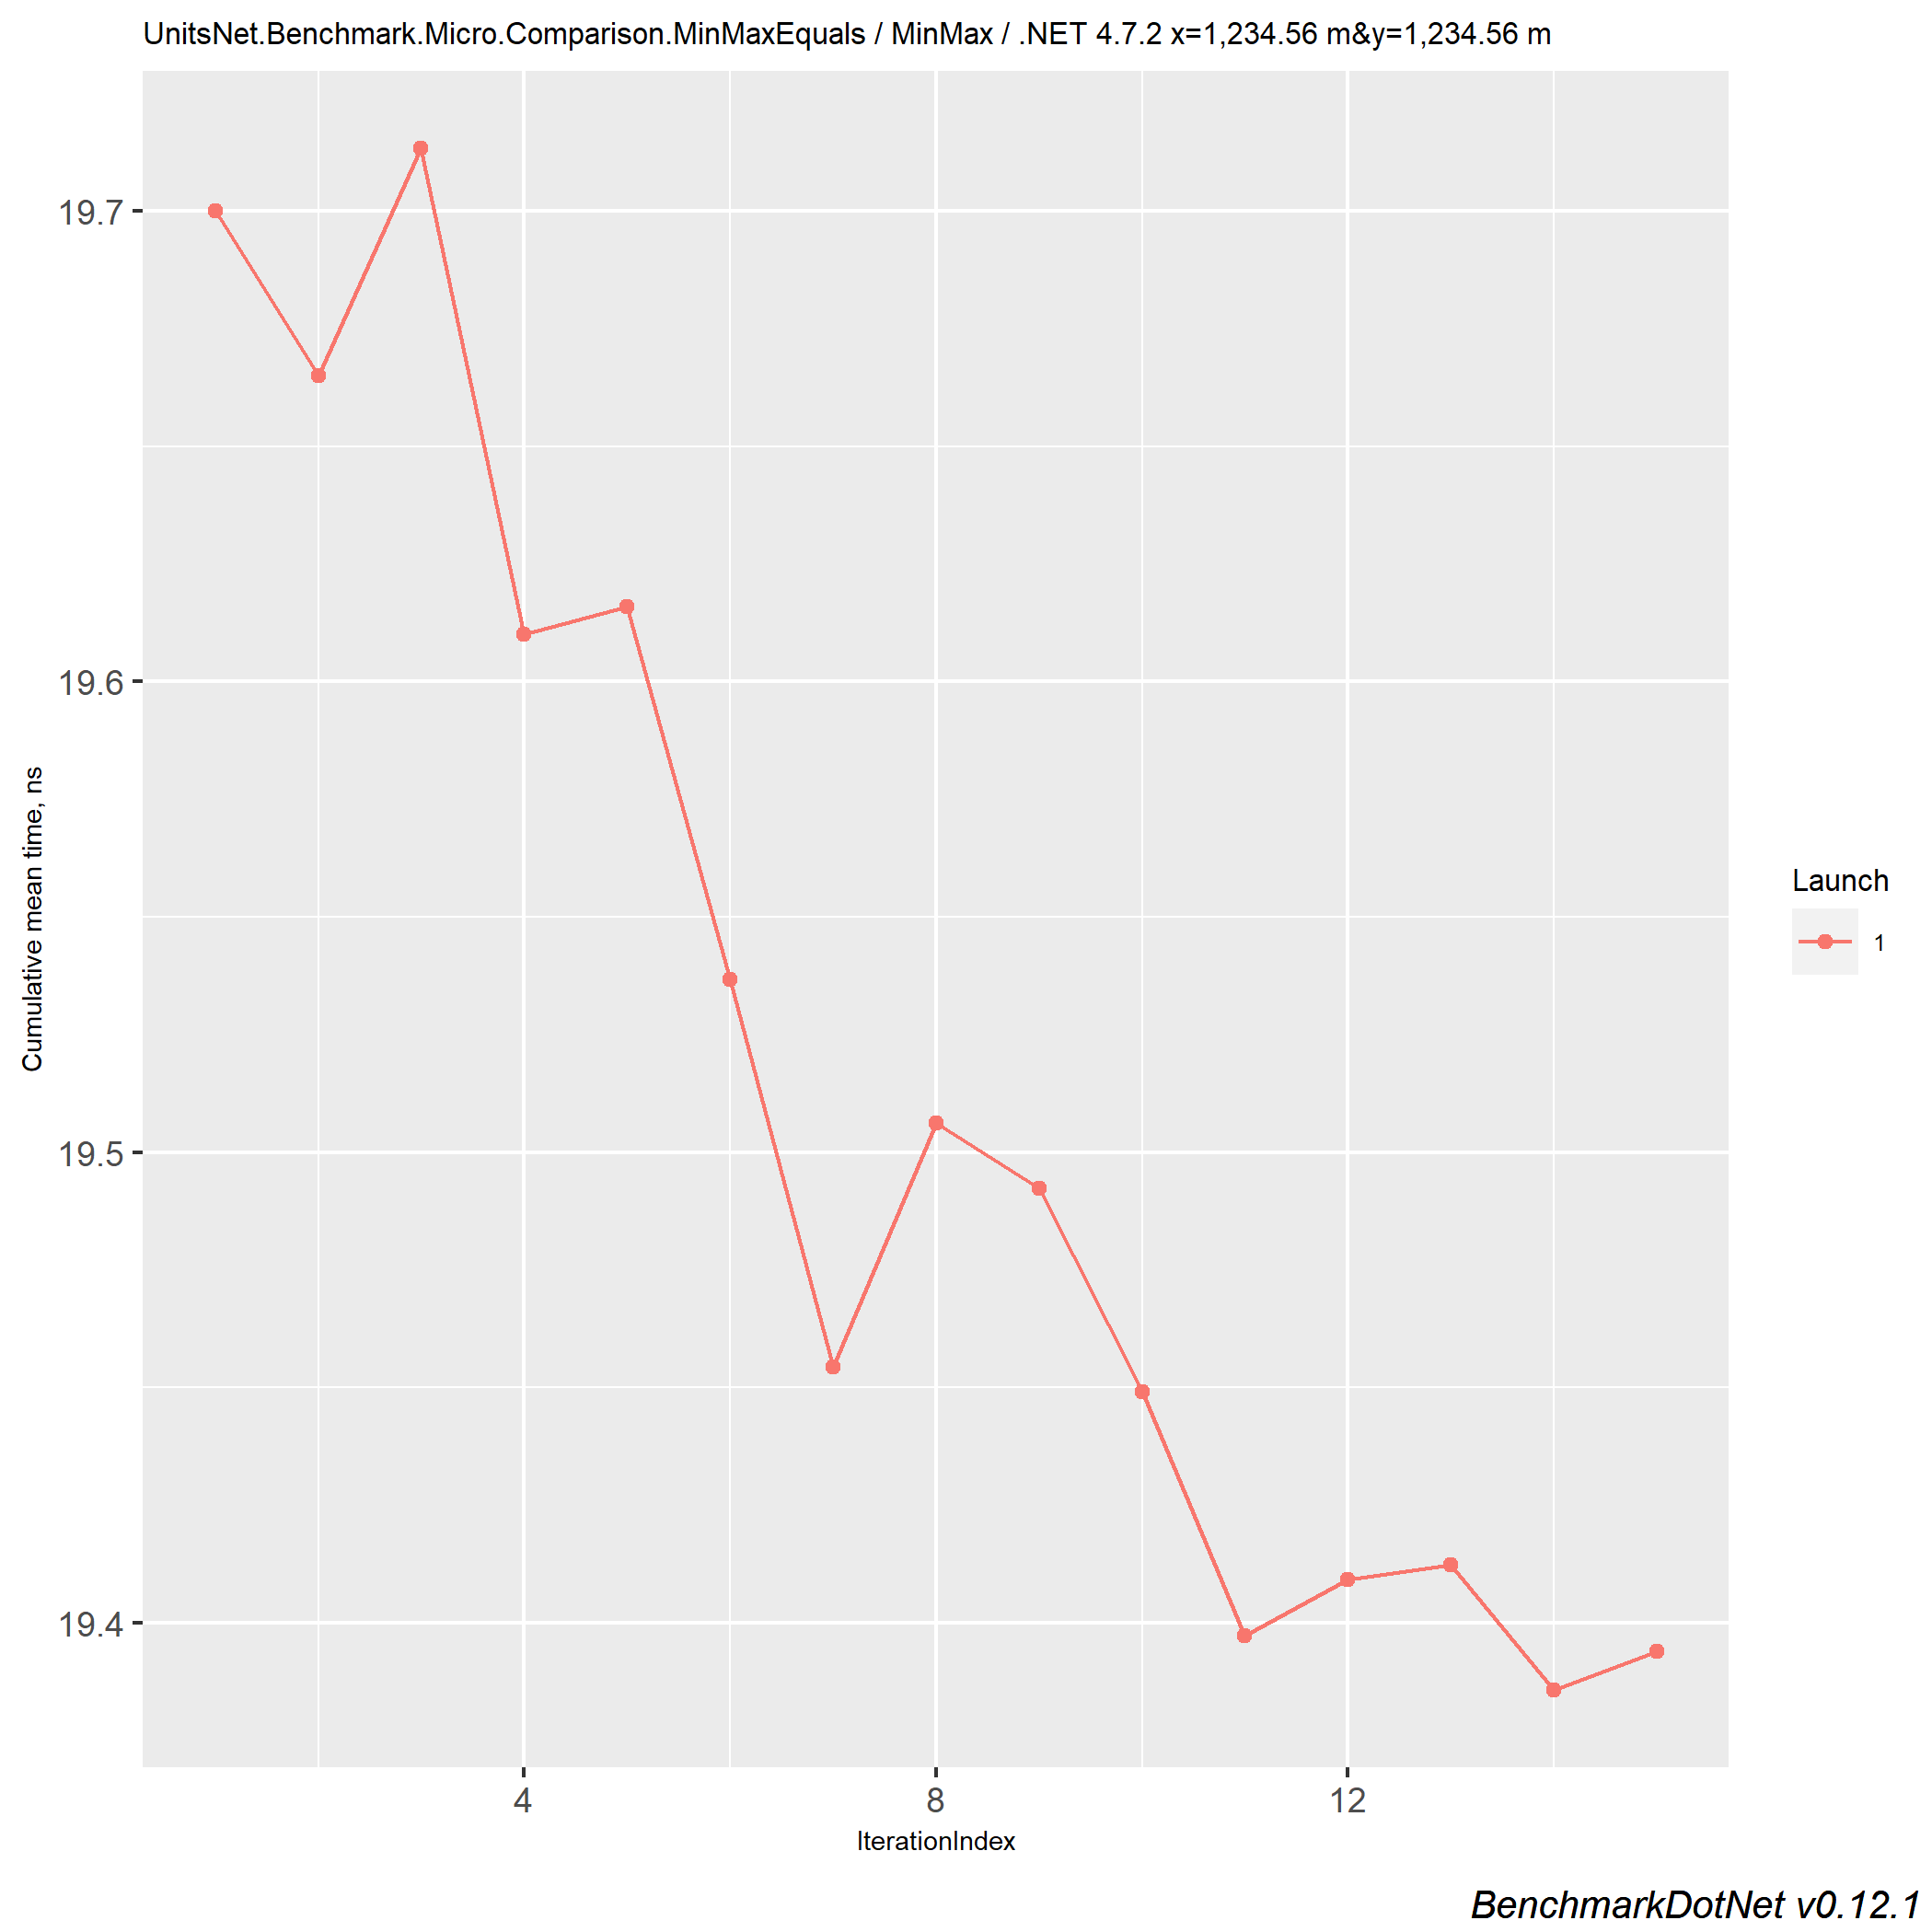 UnitsNet.Benchmark.Micro.Comparison.MinMaxEquals / MinMax / .NET 4.7.2 x=1,234.56 m&y=1,234.56 m
19.7
19.6
19.5
19.4
Cumulative mean time, ns
4
8
12
IterationIndex
Launch
1
BenchmarkDotNet v0.12.1